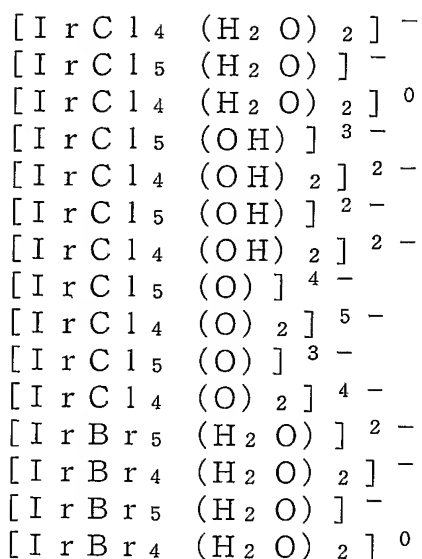 [IrCl₄(H₂O)₂]⁻
[IrCl₅(H₂O)]⁻
[IrCl₄(H₂O)₂]⁰
[IrCl₅(OH)]³⁻
[IrCl₄(OH)₂]²⁻
[IrCl₅(OH)]²⁻
[IrCl₄(OH)₂]²⁻
[IrCl₅(O)]⁴⁻
[IrCl₄(O)₂]⁵⁻
[IrCl₅(O)]³⁻
[IrCl₄(O)₂]⁴⁻
[IrBr₅(H₂O)]²⁻
[IrBr₄(H₂O)₂]⁻
[IrBr₅(H₂O)]⁻
[IrBr₄(H₂O)₂]⁰